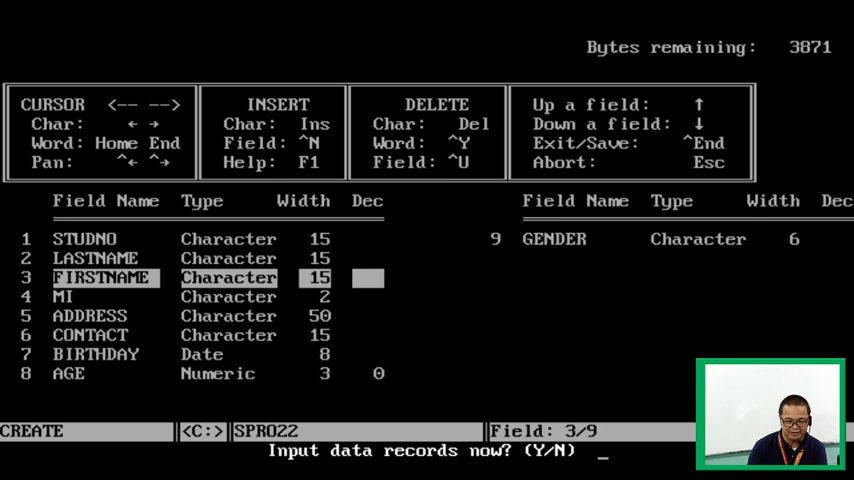 Bytes remaining: 3871
CURSOR <-- --> INSERT DELETE Up a field: ↑
Char: ← → Char: Ins Char: Del Down a field: ↓
Word: Home End Field: ^N Word: ^Y Exit/Save: ^End
Pan: ^← ^→ Help: F1 Field: ^U Abort: Esc
Field Name Type Width Dec Field Name Type Width Dec
1 STUDNO Character 15 9 GENDER Character 6
2 LASTNAME Character 15
3 FIRSTNAME Character 15
4 MI Character 2
5 ADDRESS Character 50
6 CONTACT Character 15
7 BIRTHDAY Date 8
8 AGE Numeric 3 0
CREATE <C:> SPRO22 Field: 3/9
Input data records now? (Y/N) _